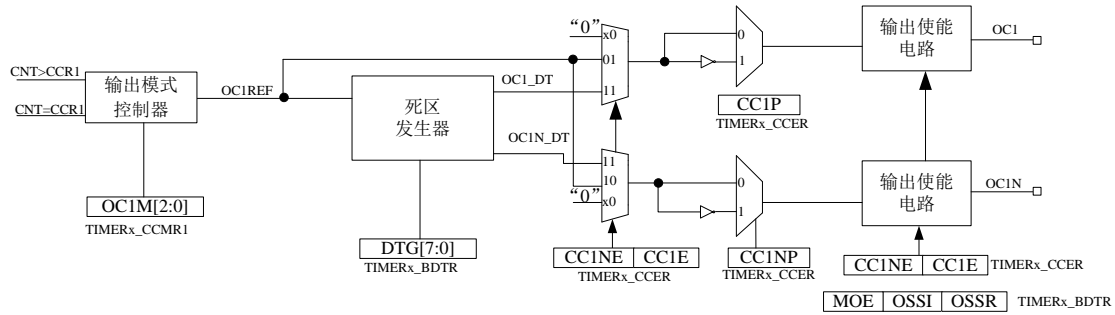 CNT>CCR1
CNT=CCR1
输出模式
控制器
OC1REF
OC1M[2:0]
TIMERx_CCMR1
死区
发生器
DTG[7:0]
TIMERx_BDTR
OC1_DT
OC1N_DT
“0”
x0
01
11
11
10
“0”
x0
CC1NE CC1E
TIMERx_CCER
0
1
CC1P
TIMERx_CCER
0
1
CC1NP
TIMERx_CCER
输出使能
电路
OC1
输出使能
电路
OC1N
CC1NE CC1E
TIMERx_CCER
MOE OSSI OSSR
TIMERx_BDTR